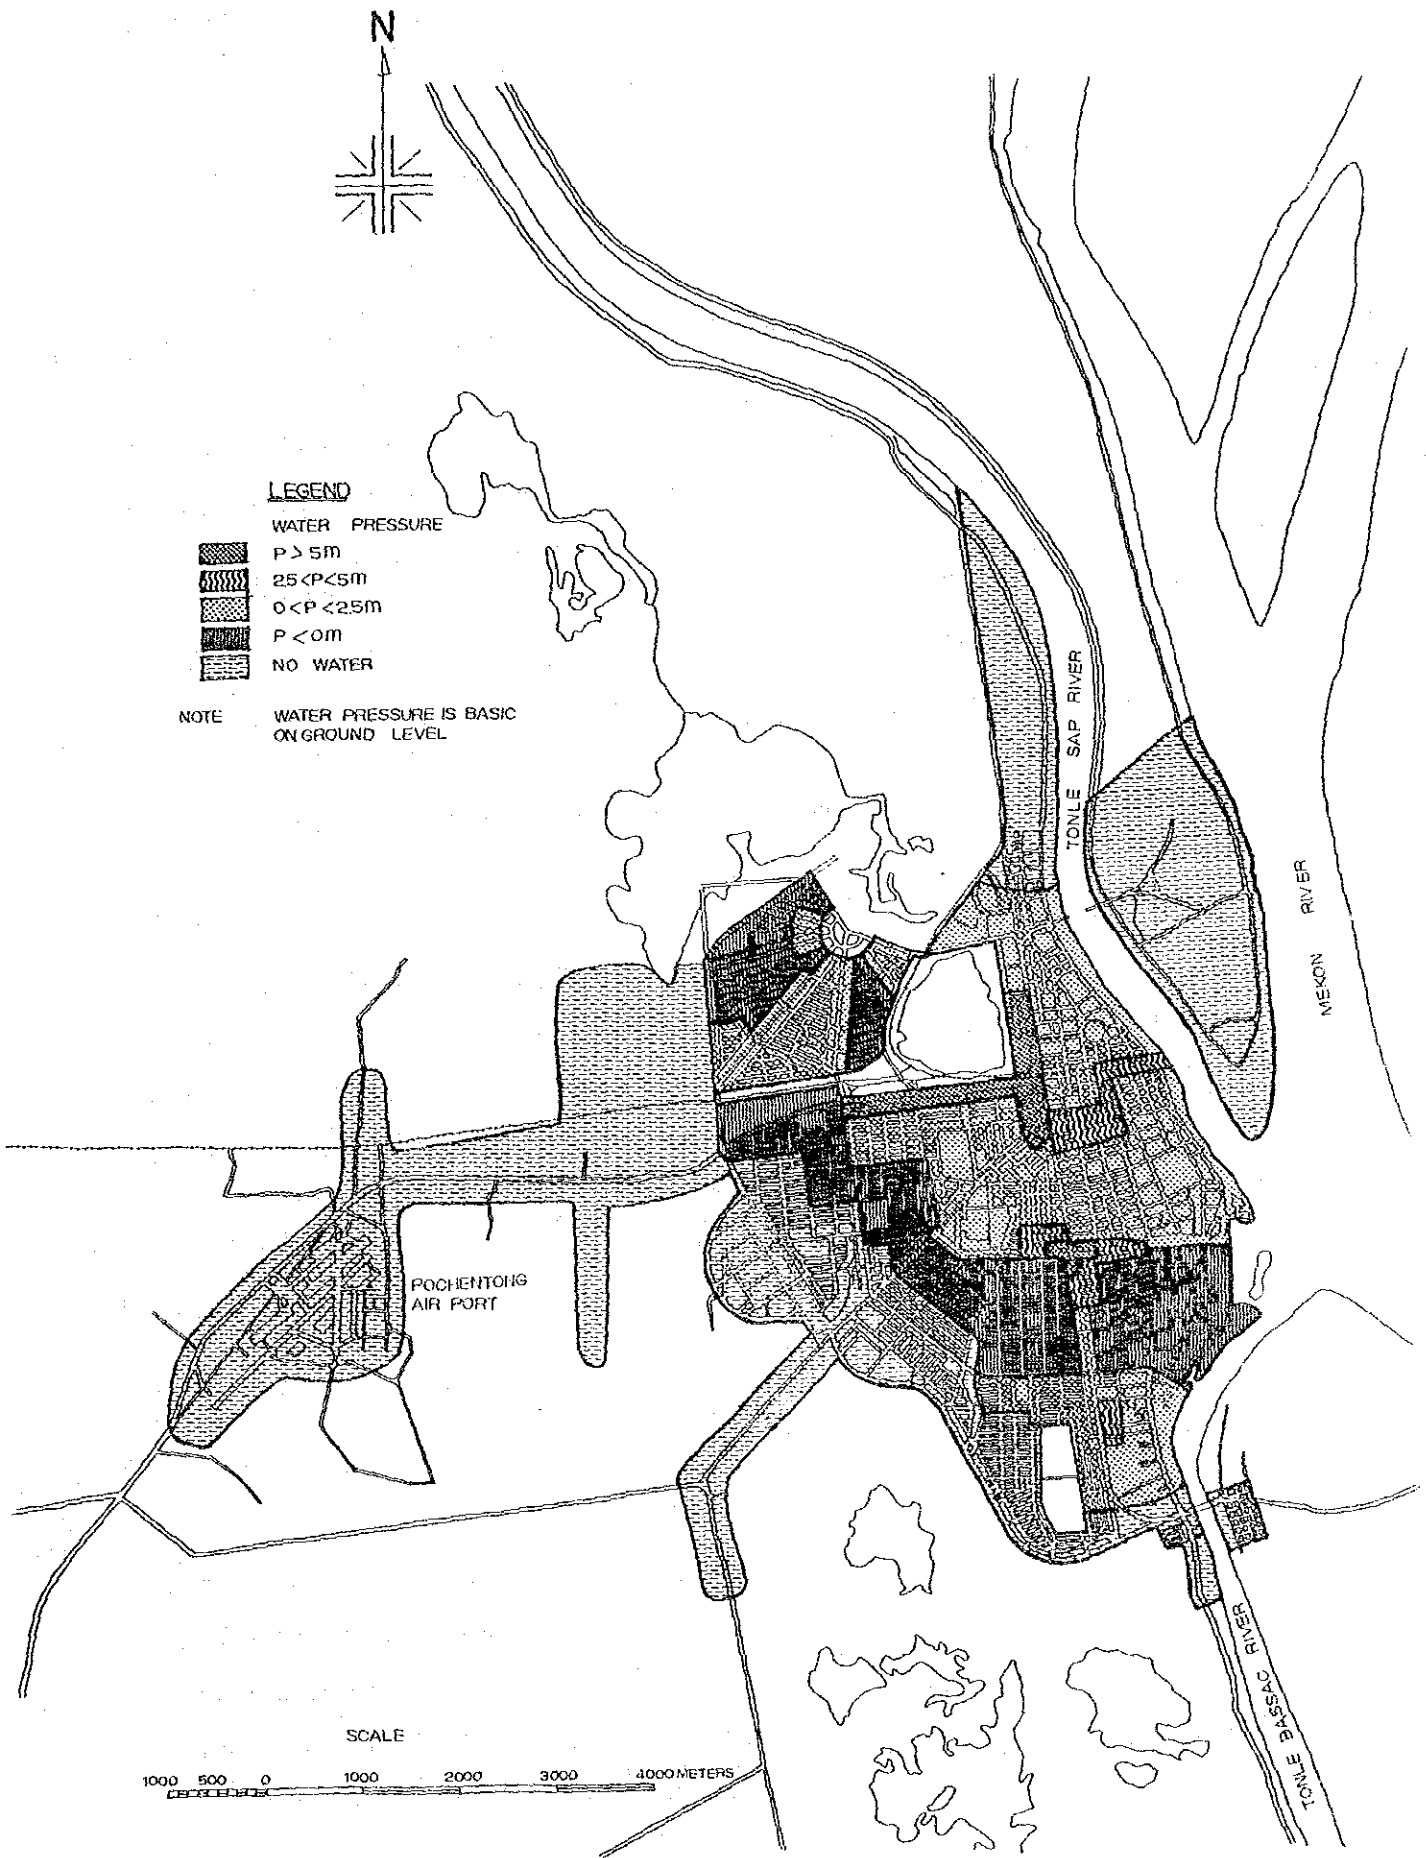 N
LEGEND
WATER PRESSURE
P > 5m
2.5<P<5m
0<P<2.5m
P<0m
NO WATER
NOTE WATER PRESSURE IS BASIC
ON GROUND LEVEL
TONLE SAP RIVER
MEKON RIVER
POCHENTONG
AIR PORT
TONLE BASSAC RIVER
SCALE
1000 500 0 1000 2000 3000 4000 METERS